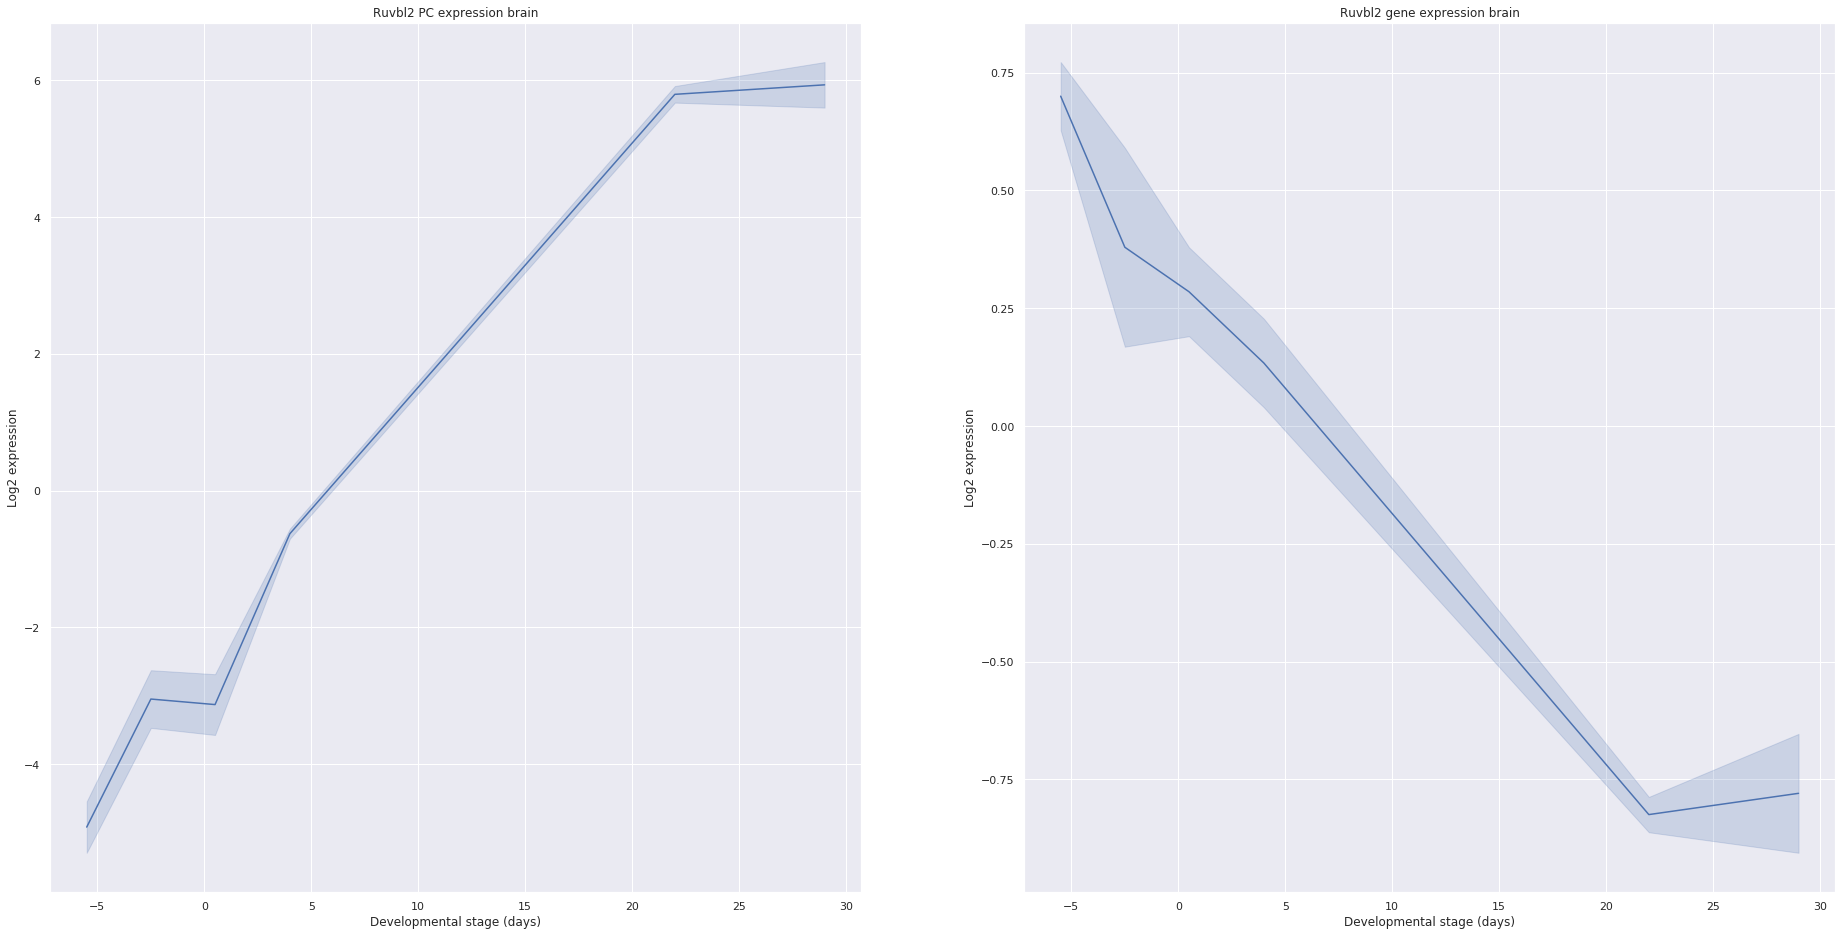 Ruvbl2 PC expression brain
Log2 expression
6
4
2
0
−2
−4
−5 0 5 10 15 20 25 30
Developmental stage (days)
Ruvbl2 gene expression brain
Log2 expression
0.75
0.50
0.25
0.00
−0.25
−0.50
−0.75
−5 0 5 10 15 20 25 30
Developmental stage (days)